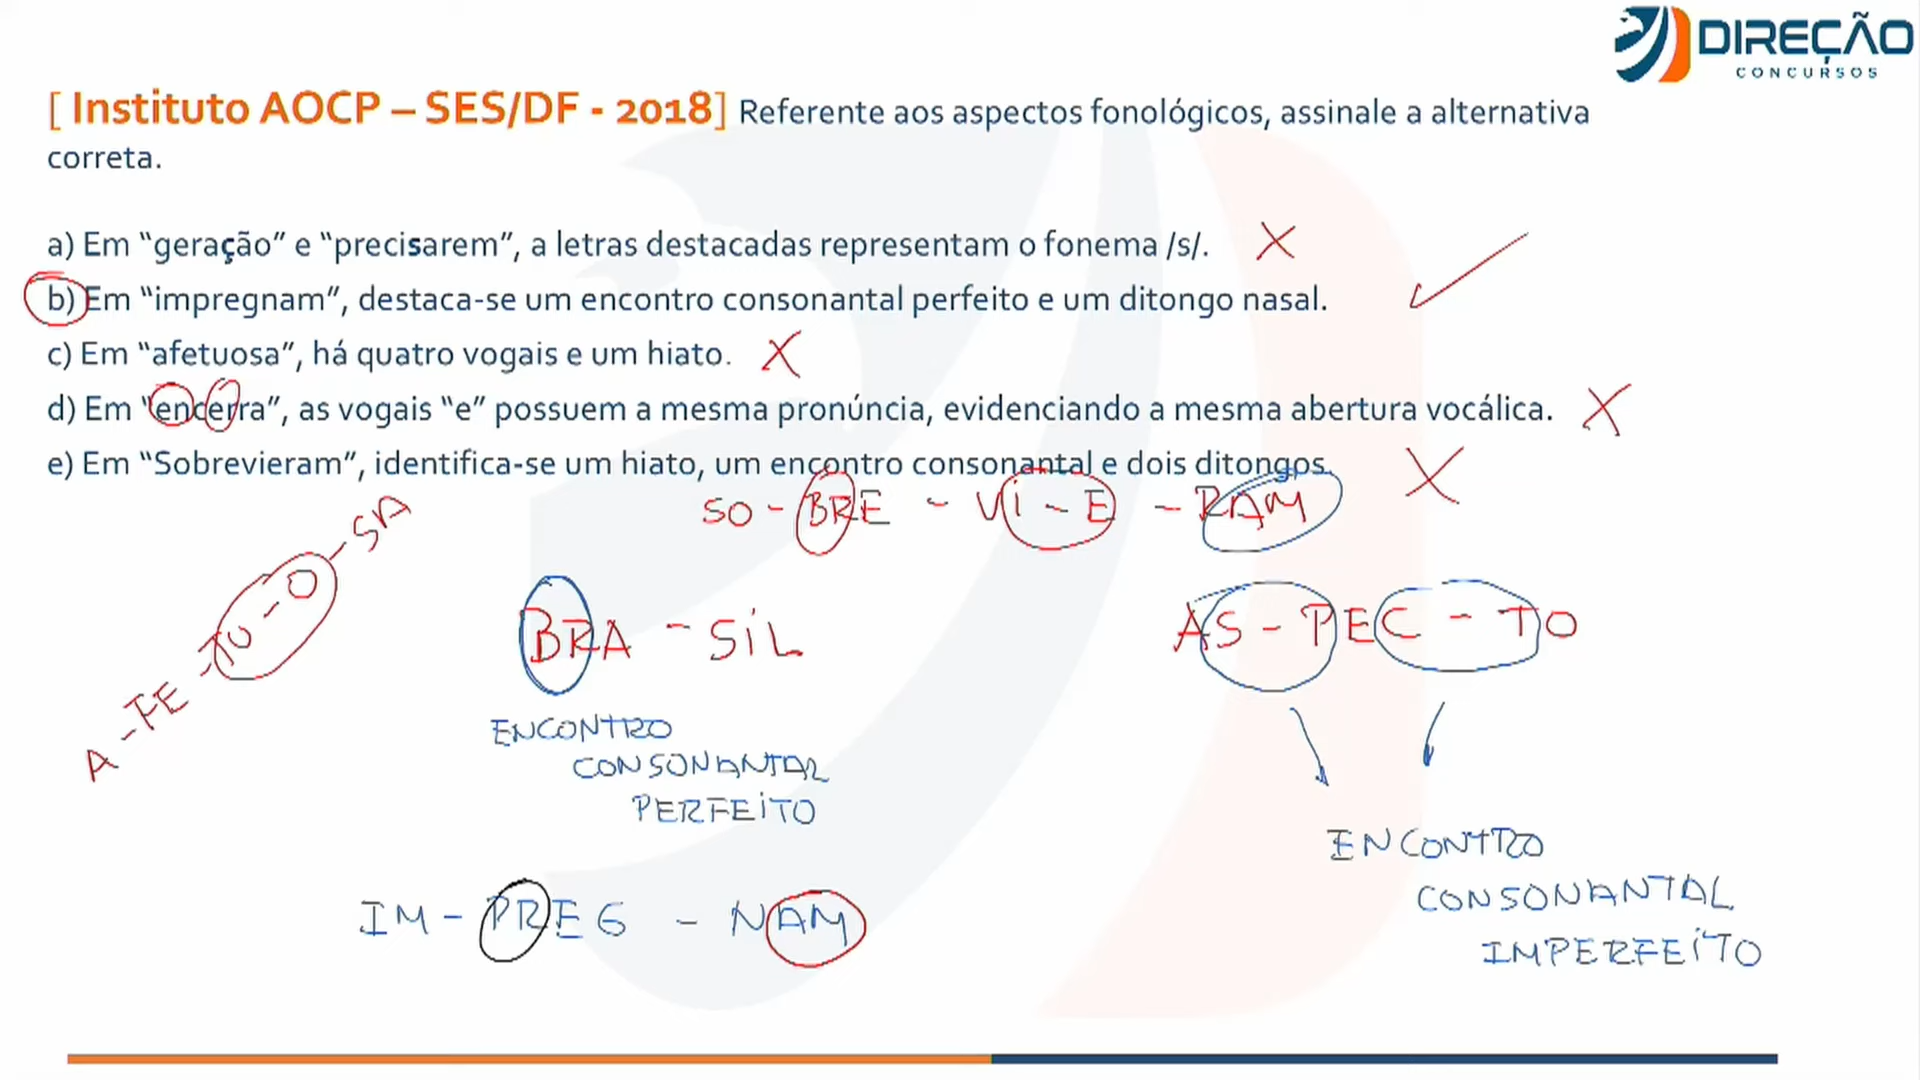 DIREÇÃO
CONCURSOS
[ Instituto AOCP – SES/DF - 2018] Referente aos aspectos fonológicos, assinale a alternativa
correta.
a) Em “geração” e “precisarem”, a letras destacadas representam o fonema /s/. X
b) Em “impregnam”, destaca-se um encontro consonantal perfeito e um ditongo nasal.
c) Em “afetuosa”, há quatro vogais e um hiato. X
d) Em “encerra”, as vogais “e” possuem a mesma pronúncia, evidenciando a mesma abertura vocálica. X
e) Em “Sobrevieram”, identifica-se um hiato, um encontro consonantal e dois ditongos. X
SO - BRE - Vi - E - RAM
A - FE - TU - O - SA
BRA - SiL
AS - PEC - TO
ENCONTRO
CONSONANTAL
PERFEiTO
ENCONTRO
CONSONANTAL
IMPERFEiTO
IM - PREG - NAM